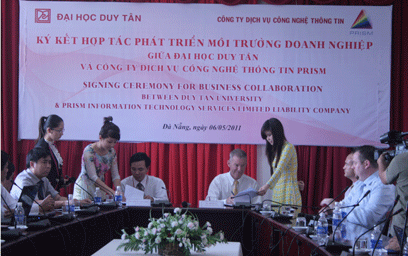 ĐẠI HỌC DUY TÂN
CÔNG TY DỊCH VỤ CÔNG NGHỆ THÔNG TIN
PRISM
KÝ KẾT HỢP TÁC PHÁT TRIỂN MÔI TRƯỜNG DOANH NGHIỆP
GIỮA ĐẠI HỌC DUY TÂN
VÀ CÔNG TY DỊCH VỤ CÔNG NGHỆ THÔNG TIN PRISM
SIGNING CEREMONY FOR BUSINESS COLLABORATION
BETWEEN DUY TAN UNIVERSITY
& PRISM INFORMATION TECHNOLOGY SERVICES LIMITED LIABILITY COMPANY
Đà Nẵng, ngày 06/05/2011